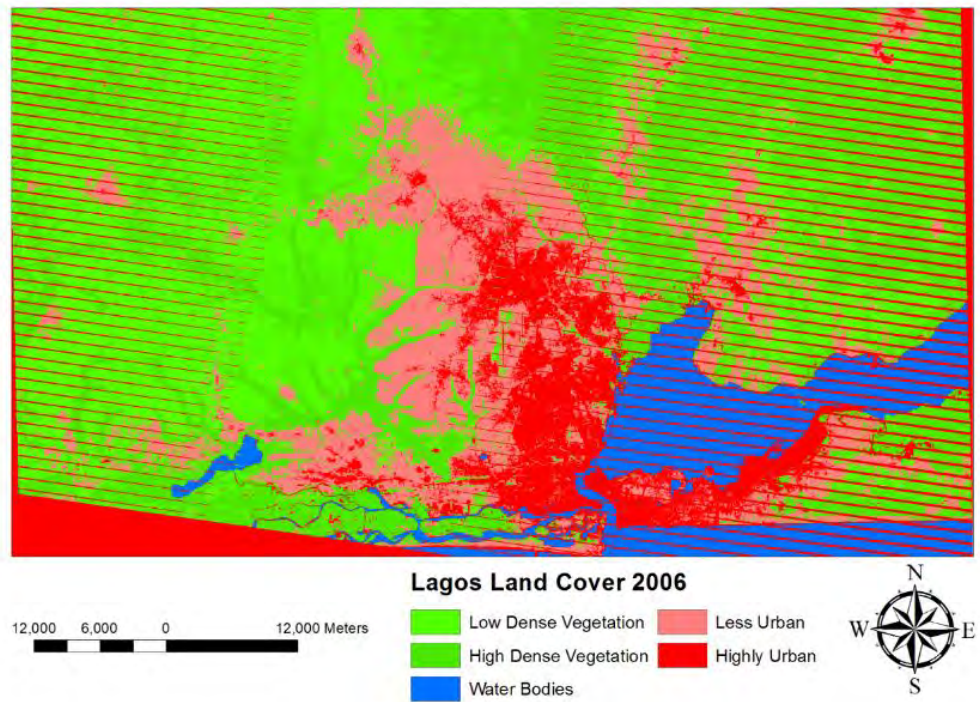 Lagos Land Cover 2006
12,000 6,000 0 12,000 Meters
Low Dense Vegetation
High Dense Vegetation
Water Bodies
Less Urban
Highly Urban
N
W E
S